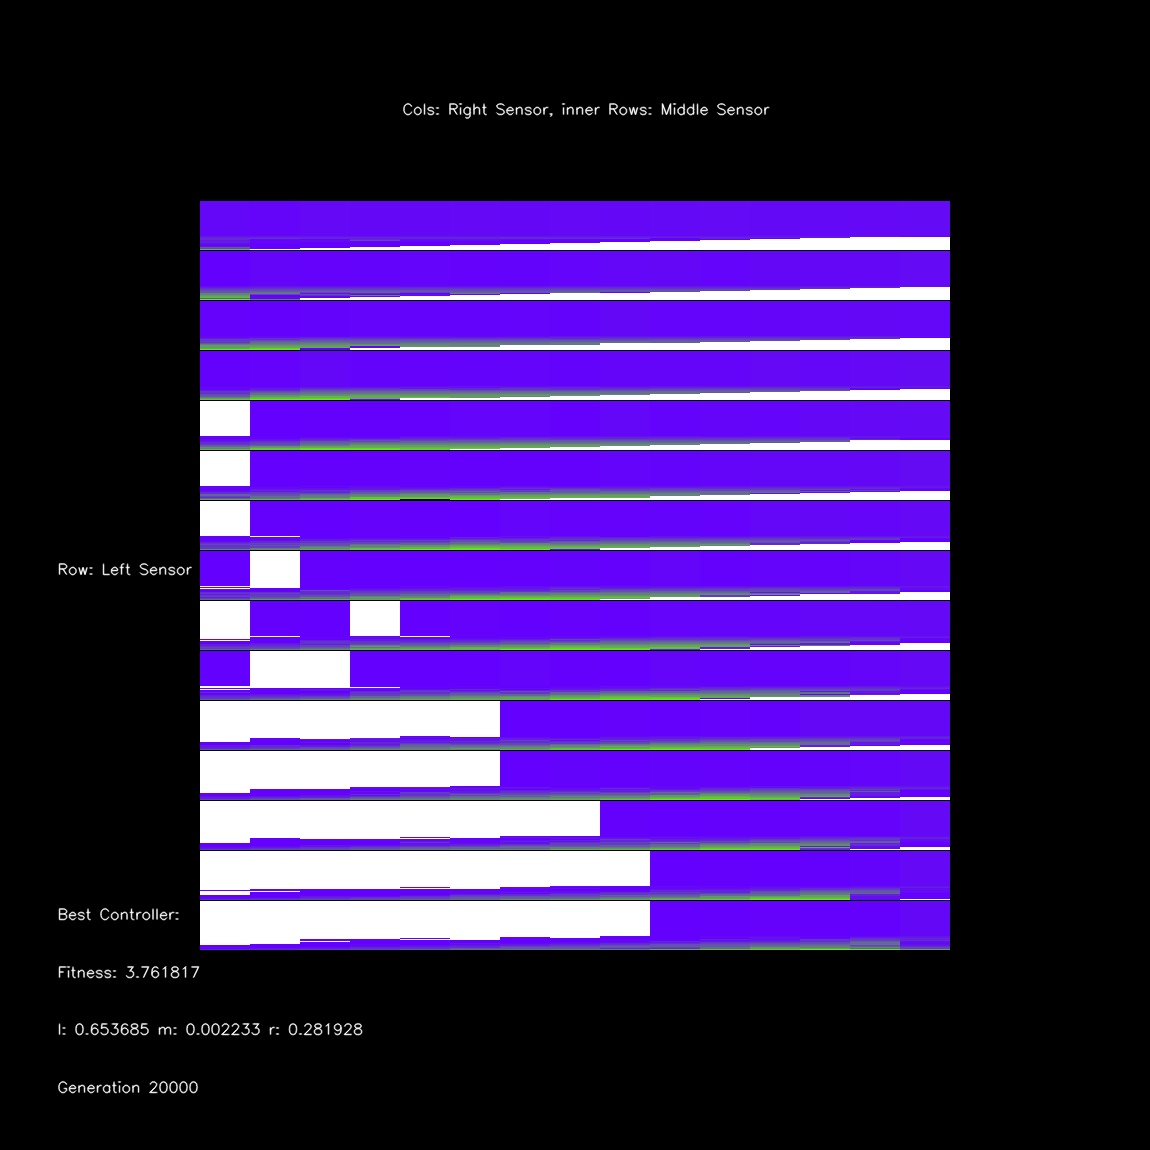 Cols: Right Sensor, inner Rows: Middle Sensor
Row: Left Sensor
Best Controller:
Fitness: 3.761817
l: 0.653685 m: 0.002233 r: 0.281928
Generation 20000